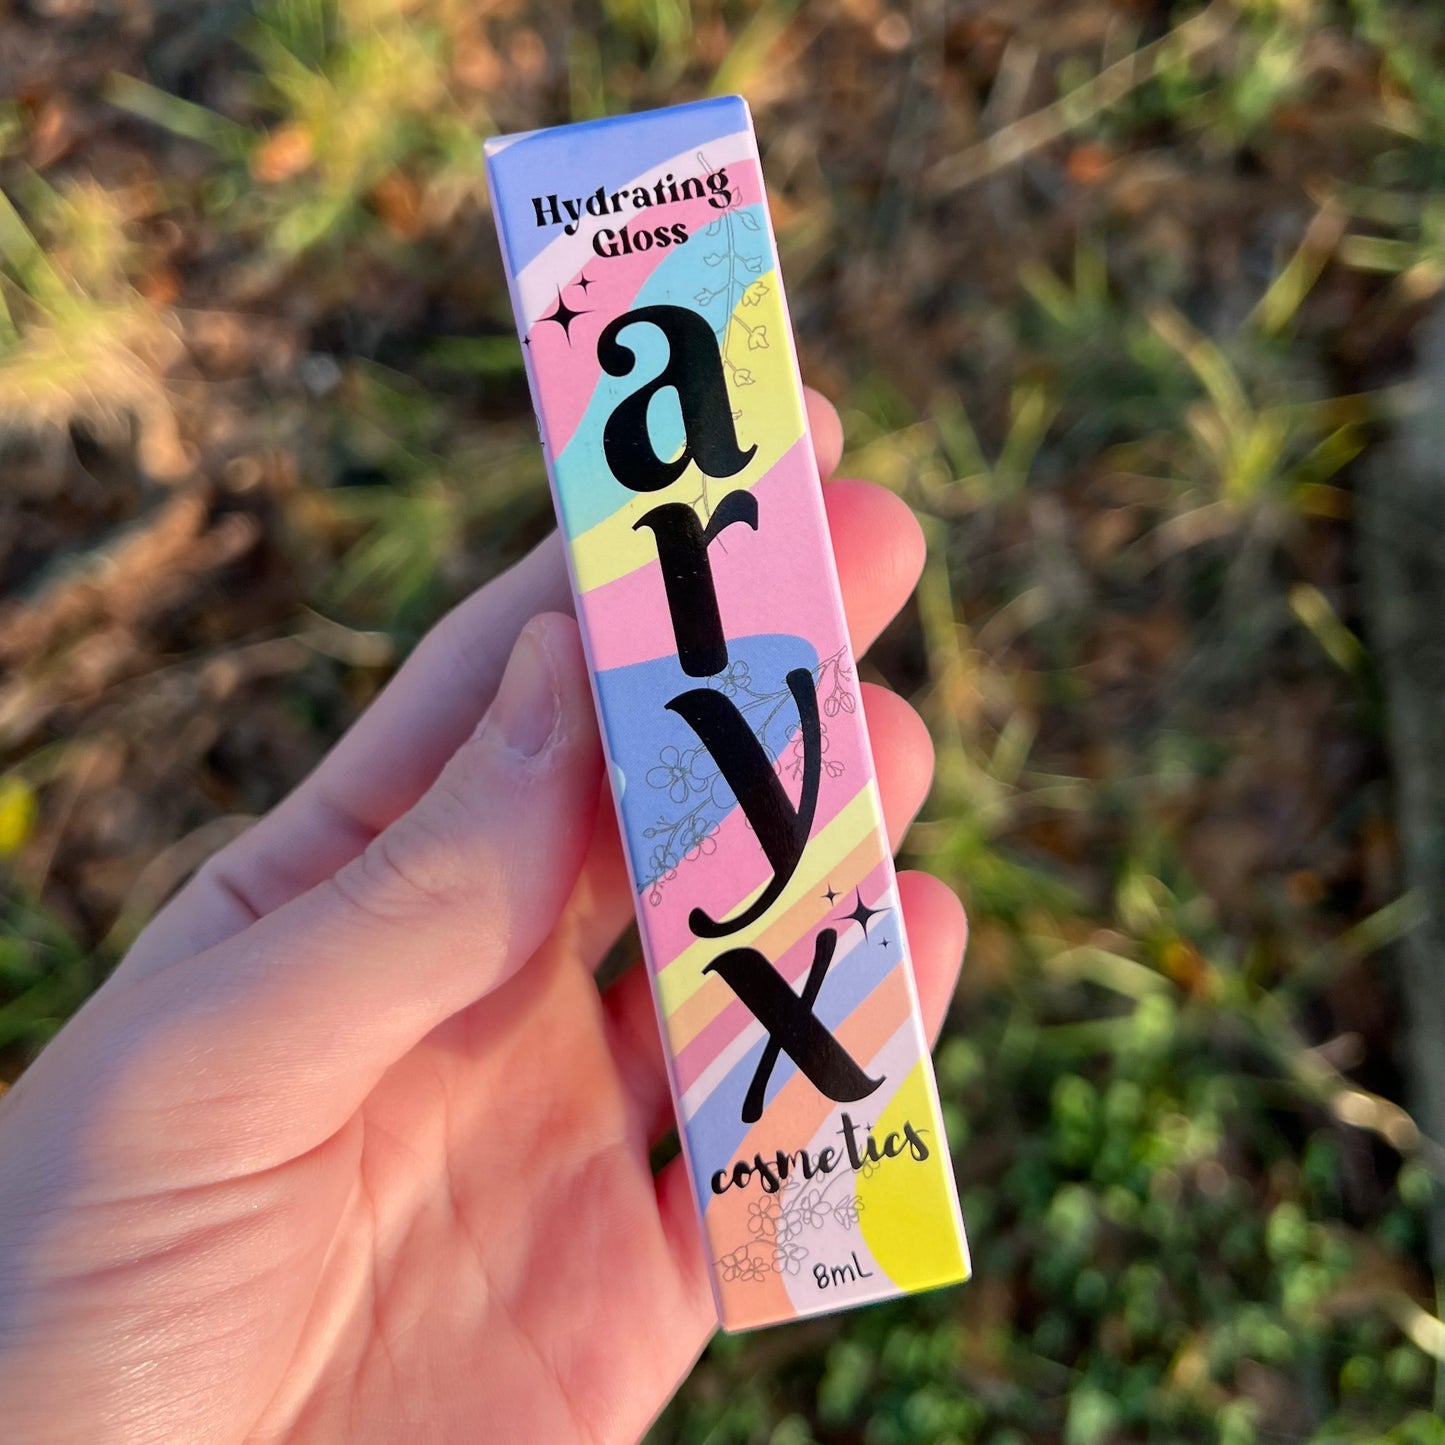 Hydrating
Gloss
aryx
cosmetics
8mL